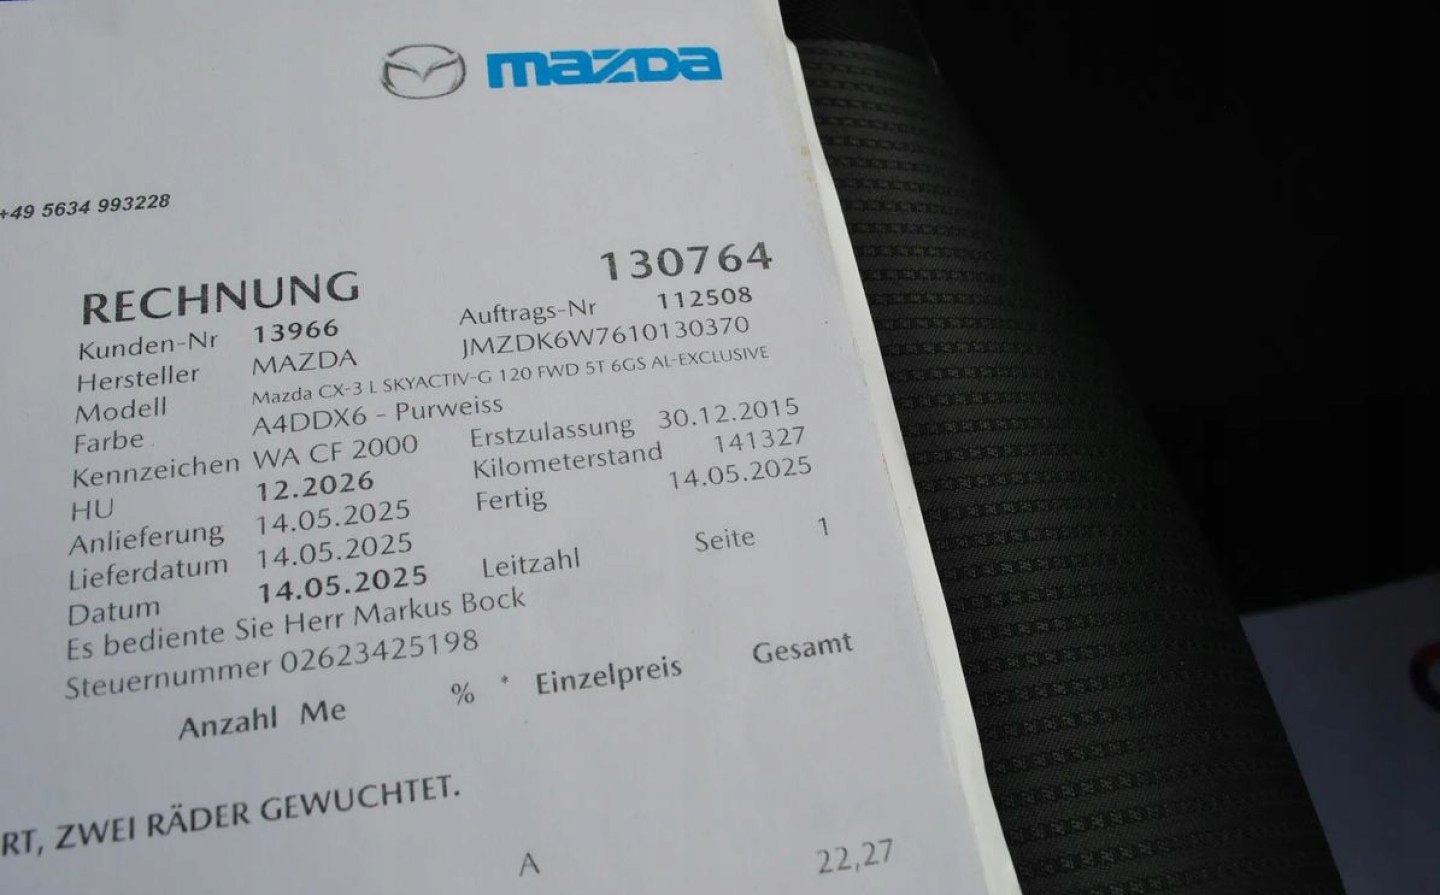 mazDa
+49 5634 993228
RECHNUNG 130764
Kunden-Nr 13966 Auftrags-Nr 112508
Hersteller MAZDA JMZDK6W7610130370
Modell Mazda CX-3 L SKYACTIV-G 120 FWD 5T 6GS AL-EXCLUSIVE
Farbe A4DDX6 - Purweiss
Kennzeichen WA CF 2000 Erstzulassung 30.12.2015
HU 12.2026 Kilometerstand 141327
Anlieferung 14.05.2025 Fertig 14.05.2025
Lieferdatum 14.05.2025
Datum 14.05.2025 Leitzahl Seite 1
Es bediente Sie Herr Markus Bock
Steuernummer 02623425198
Anzahl Me % * Einzelpreis Gesamt
RT, ZWEI RÄDER GEWUCHTET.
A 22,27